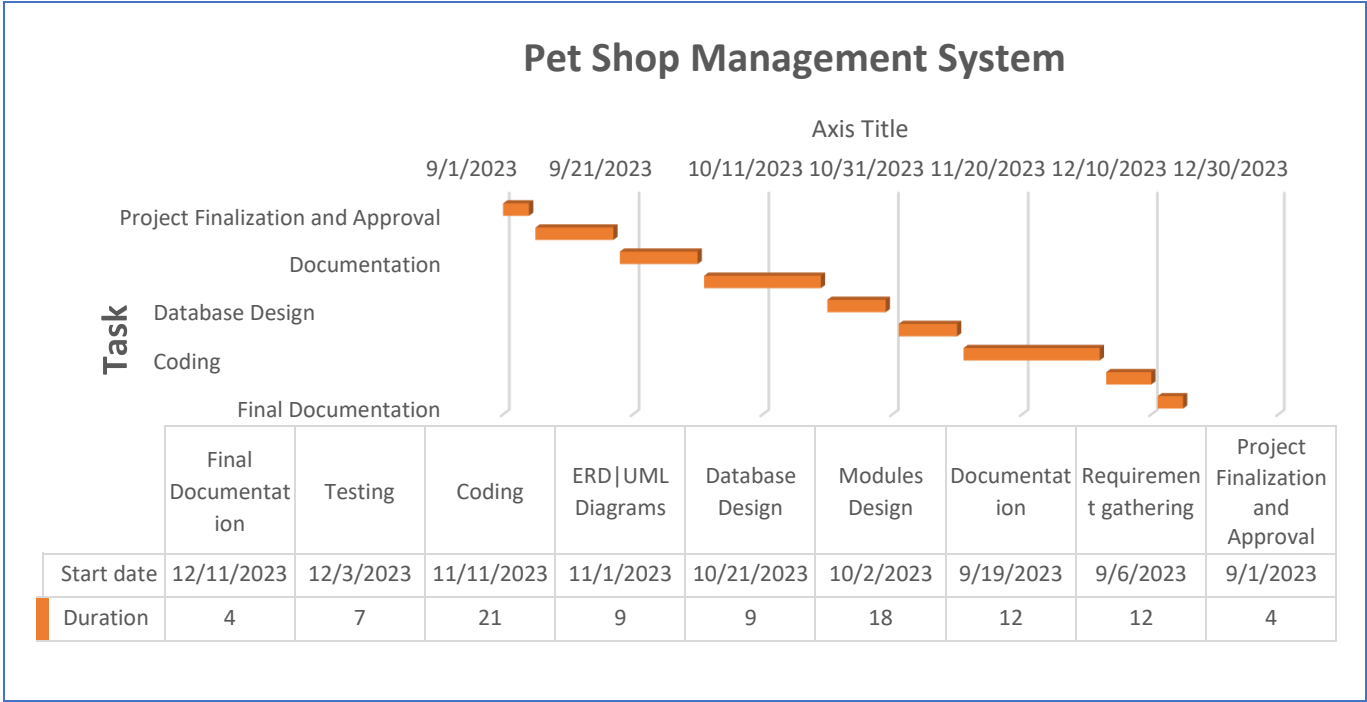 Pet Shop Management System
Axis Title
9/1/2023 9/21/2023 10/11/2023 10/31/2023 11/20/2023 12/10/2023 12/30/2023
Task
Project Finalization and Approval
Documentation
Database Design
Coding
Final Documentation
Final
Documentat
ion
Testing
Coding
ERD|UML
Diagrams
Database
Design
Modules
Design
Documentat
ion
Requiremen
t gathering
Project
Finalization
and
Approval
Start date 12/11/2023 12/3/2023 11/11/2023 11/1/2023 10/21/2023 10/2/2023 9/19/2023 9/6/2023 9/1/2023
Duration 4 7 21 9 9 18 12 12 4